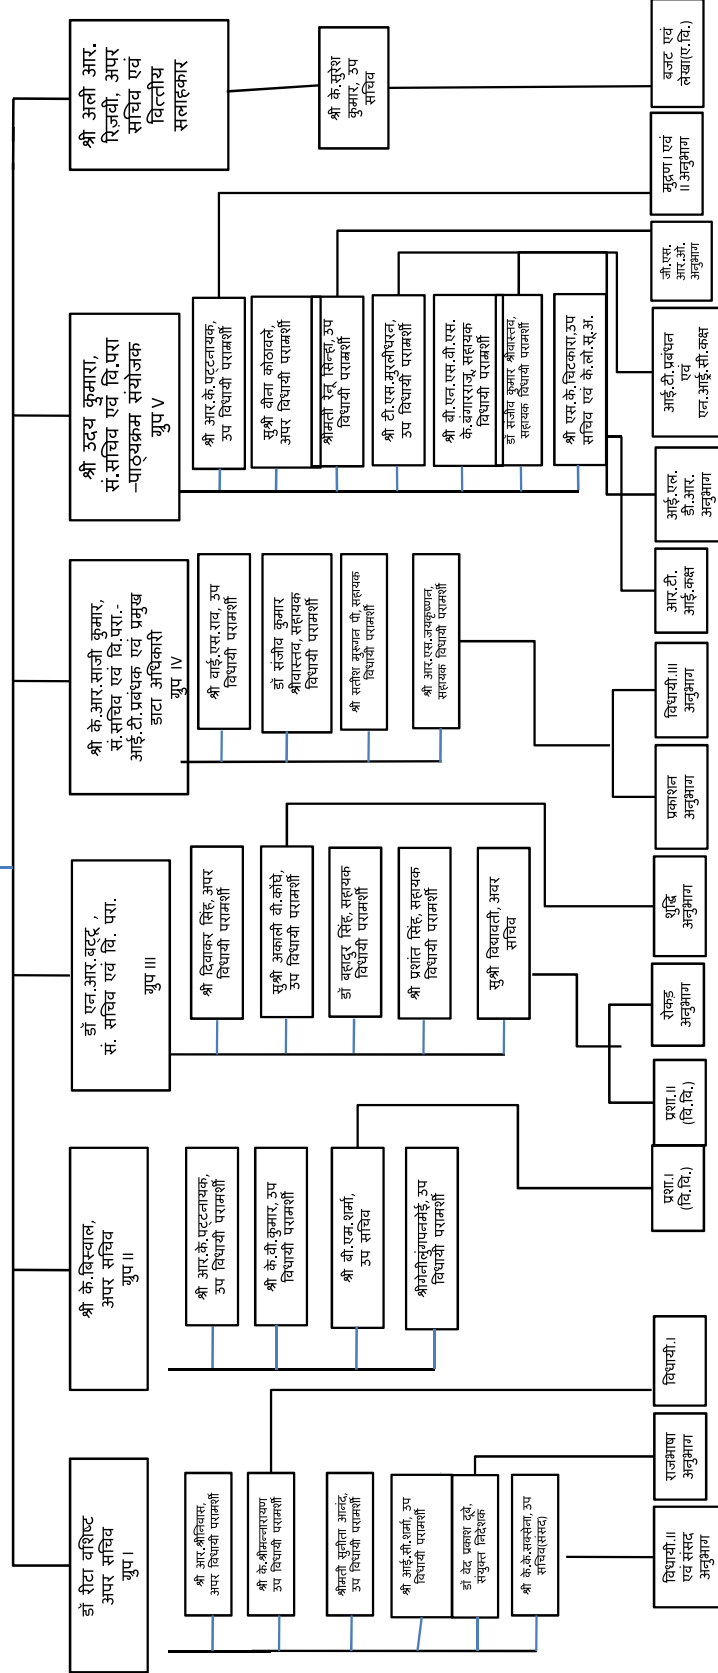 डॉ रीटा वशिष्ट
अपर सचिव
ग्रुप I
श्री के.बिस्वाल,
अपर सचिव
ग्रुप II
डॉ एन.आर.बट्टू ,
सं. सचिव एवं वि. परा.
ग्रुप III
श्री के.आर.साजी कुमार,
सं.सचिव एवं वि.परा.-
आई.टी.प्रबंधक एवं प्रमुख
डाटा अधिकारी
ग्रुप IV
श्री उदय कुमारा,
सं.सचिव एवं वि.परा
–पाठ्यक्रम संयोजक
ग्रुप V
श्री अली आर.
रिज़वी, अपर
सचिव एवं
वित्तीय
सलाहकार
श्री आर.श्रीनिवास,
अपर विधायी परामर्शी
श्री के.श्रीमन्नारायण
उप विधायी परामर्शी
श्रीमती सुनीता आनंद,
उप विधायी परामर्शी
श्री आई.सी.शर्मा, उप
विधायी परामर्शी
डॉ वेद प्रकाश दूबे,
संयुक्त निदेशक
श्री के.के.सक्सेना, उप
सचिव(संसद)
श्री आर.के.पट्टनायक,
उप विधायी परामर्शी
श्री के.वी.कुमार, उप
विधायी परामर्शी
श्री बी.एम.शर्मा,
उप सचिव
श्रीगेनीलुंगपनमेई, उप
विधायी परामर्शी
श्री दिवाकर सिंह, अपर
विधायी परामर्शी
सुश्री अकाली वी.कोंघे,
उप विधायी परामर्शी
डॉ बहादुर सिंह, सहायक
विधायी परामर्शी
श्री प्रशांत सिंह, सहायक
विधायी परामर्शी
सुश्री विद्यावती, अवर
सचिव
श्री वाई.एस.राव, उप
विधायी परामर्शी
डॉ संजीव कुमार
श्रीवास्तव, सहायक
विधायी परामर्शी
श्री सतीश मुरूगन पी, सहायक
विधायी परामर्शी
श्री आर.एस.जयकृष्णन,
सहायक विधायी परामर्शी
श्री आर.के.पट्टनायक,
उप विधायी परामर्शी
सुश्री वीना कोठावले,
अपर विधायी परामर्शी
श्रीमती रेनू सिन्हा, उप
विधायी परामर्शी
श्री टी.एस.मुरलीधरन,
उप विधायी परामर्शी
श्री बी.एन.एस.वी.एस.
के.बंगारराजू, सहायक
विधायी परामर्शी
डॉ संजीव कुमार श्रीवास्तव,
सहायक विधायी परामर्शी
श्री एस.के.चिटकारा,उप
सचिव एवं के.लो.सू.अ.
श्री के.सुरेश
कुमार, उप
सचिव
विधायी.II
एवं संसद
अनुभाग
राजभाषा
अनुभाग
विधायी.I
प्रशा.I
(वि.वि.)
प्रशा.II
(वि.वि.)
रोकड़
अनुभाग
शुद्धि
अनुभाग
प्रकाशन
अनुभाग
विधायी.III
अनुभाग
आर.टी.
आई.कक्ष
आई.एल.
डी.आर.
अनुभाग
आई.टी.प्रबंधन
एवं
एन.आई.सी.कक्ष
जी.एस.
आर.ओ.
अनुभाग
मुद्रण। एवं
॥ अनुभाग
बजट एवं
लेखा(ए.वि.)